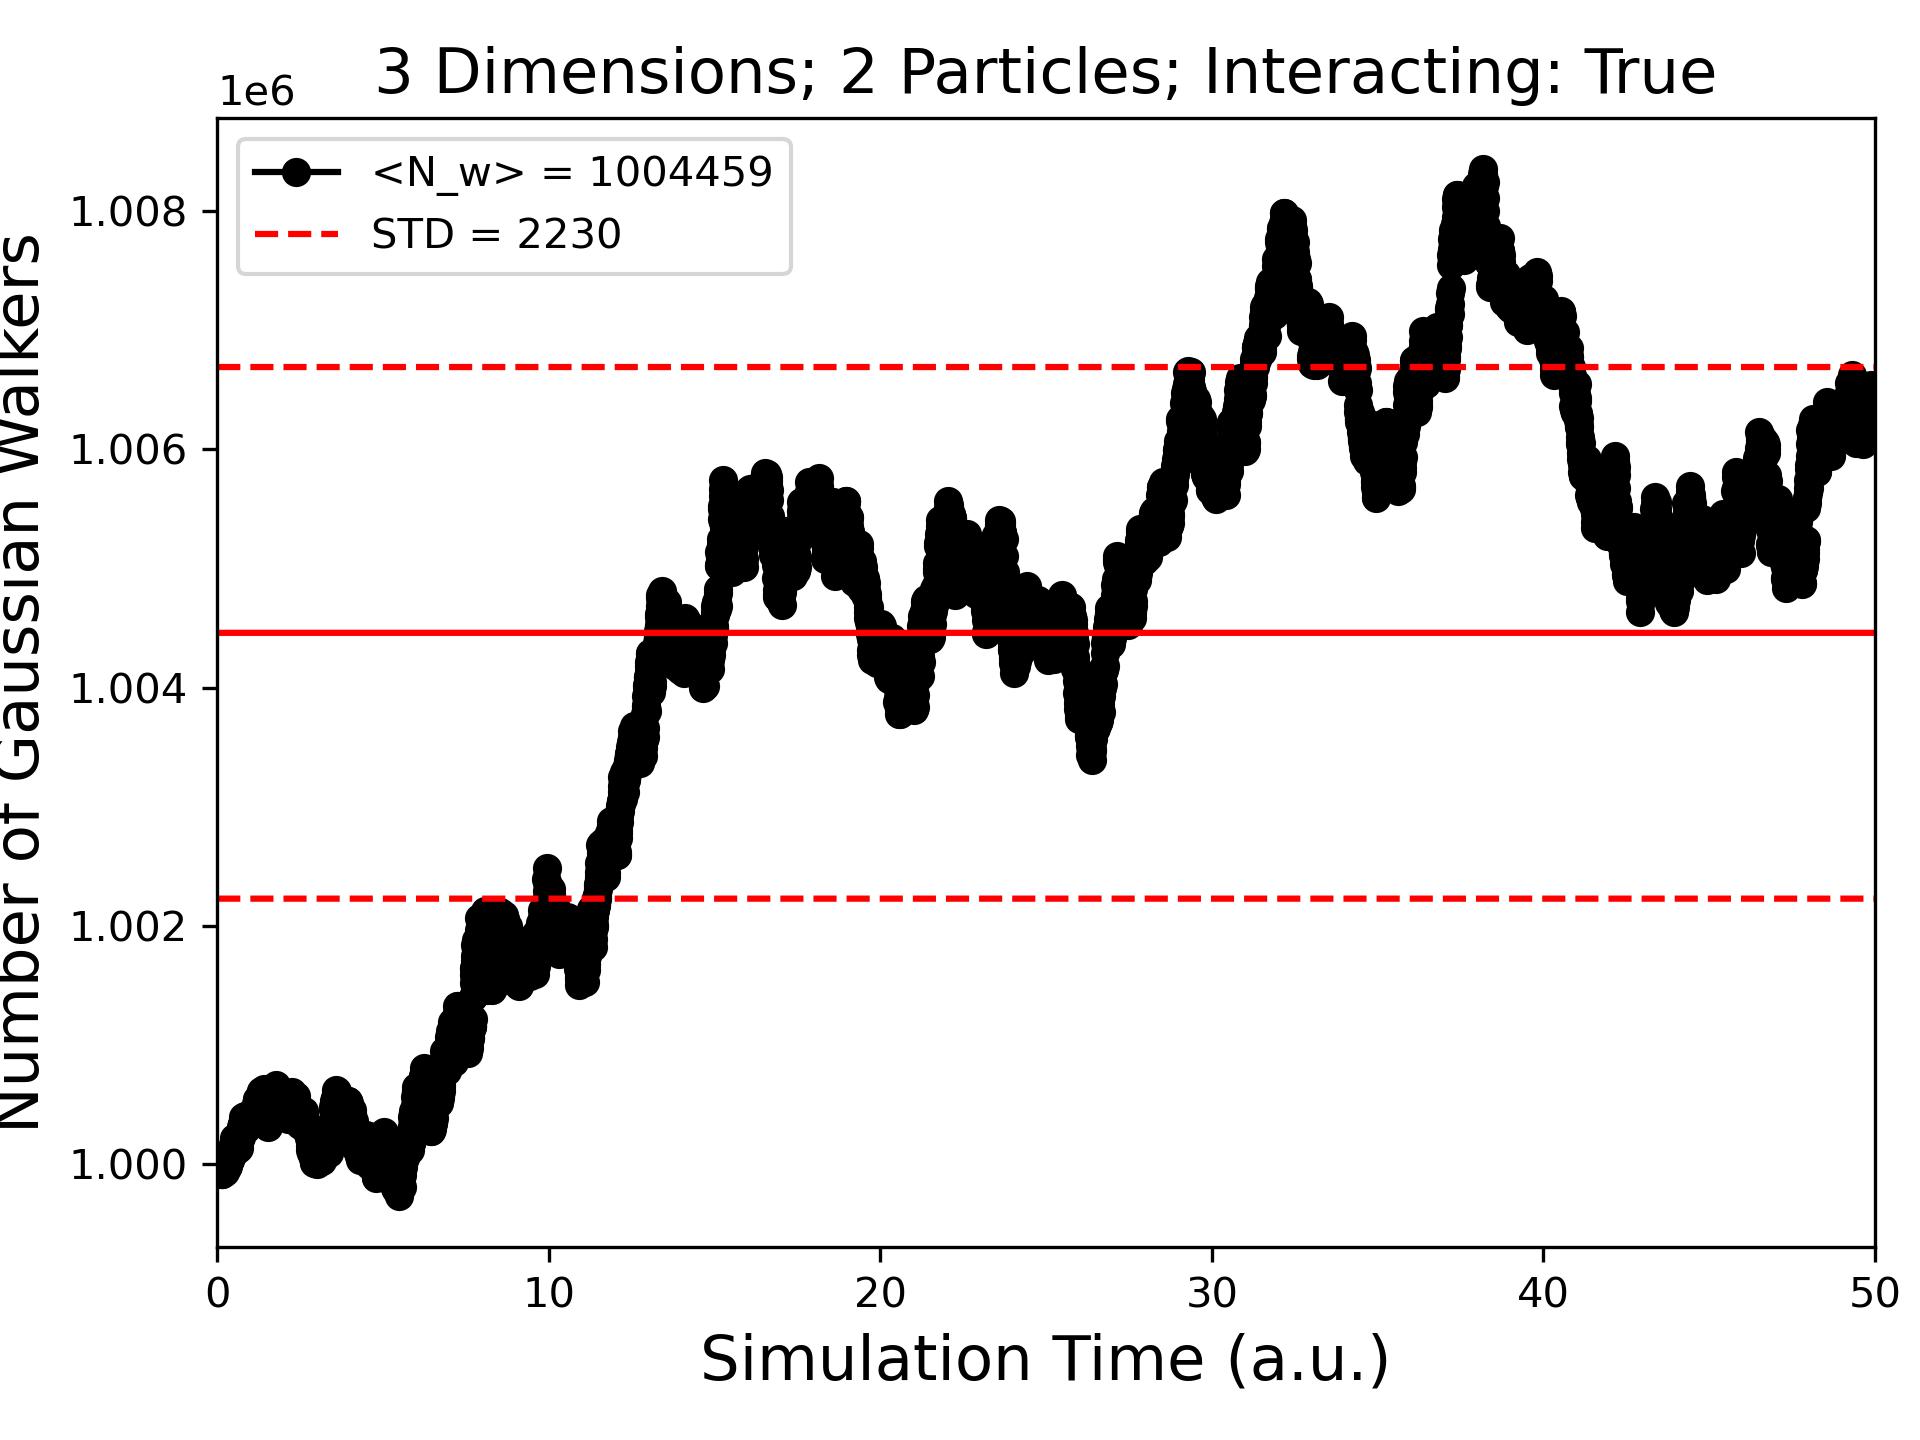 3 Dimensions; 2 Particles; Interacting: True
1e6
<N_w> = 1004459
STD = 2230
Number of Gaussian Walkers
1.008
1.006
1.004
1.002
1.000
0 10 20 30 40 50
Simulation Time (a.u.)